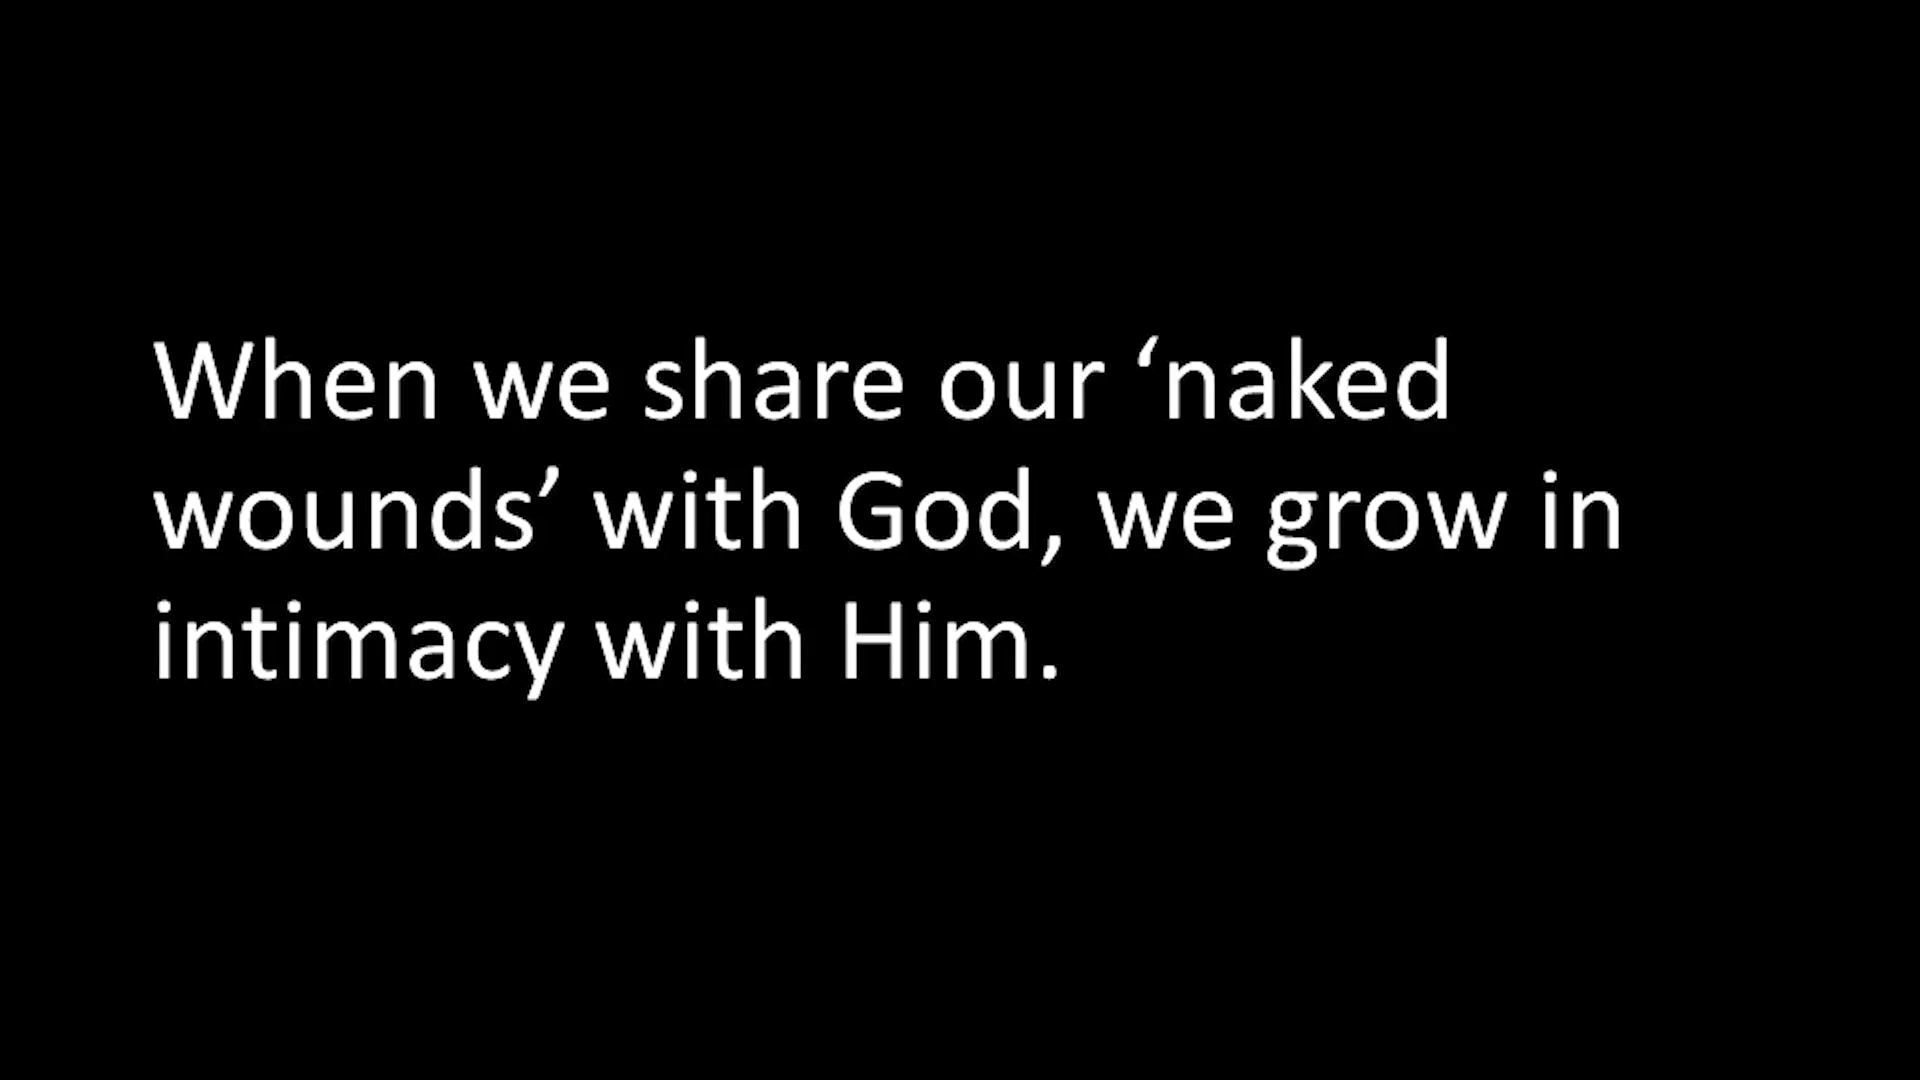 When we share our ‘naked
wounds’ with God, we grow in
intimacy with Him.